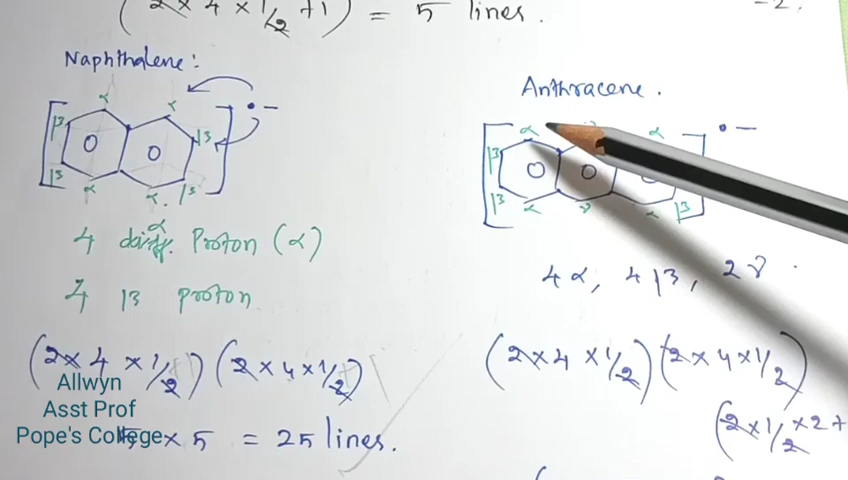 (2 × 4 × 1/2 + 1) = 5 lines.
Naphthalene:
α α
β β
β α α β
[ ] • −
4 α Proton (α)
4 β proton
(2 × 4 × 1/2) (2 × 4 × 1/2)
× 5 = 25 lines.
Anthracene.
α α
β
β α α β
[ ] • −
4α, 4β, 2γ.
(2 × 4 × 1/2) (2 × 4 × 1/2)
(2 × 1/2 × 2 +
Allwyn
Asst Prof
Pope's College